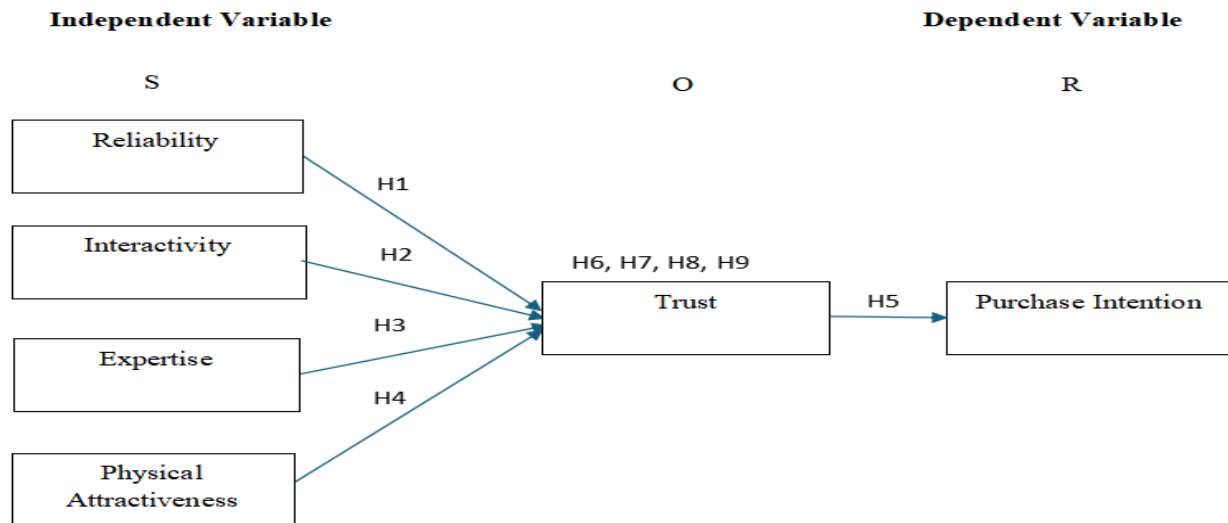 Independent Variable
Dependent Variable
S
O
R
Reliability
H1
Interactivity
H2
H6, H7, H8, H9
Trust
H5
Purchase Intention
H3
Expertise
H4
Physical
Attractiveness